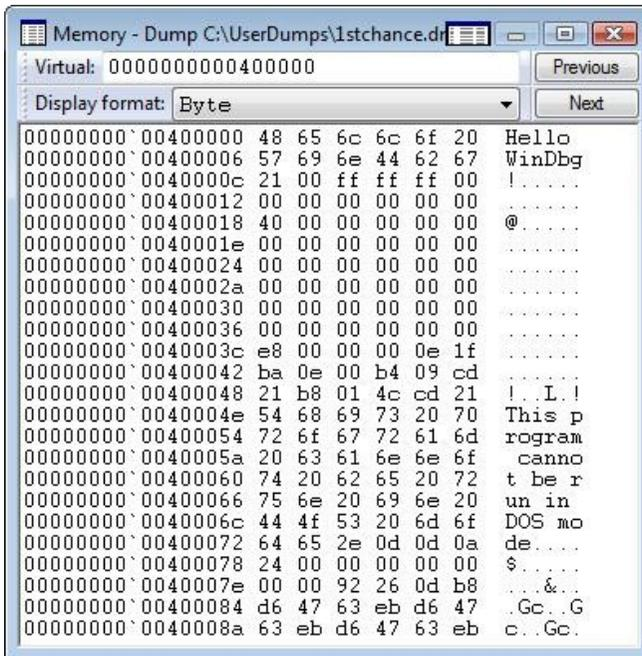 Memory - Dump C:\UserDumps\1stchance.dr
Virtual: 0000000000400000 Previous
Display format: Byte Next
00000000`00400000 48 65 6c 6c 6f 20 Hello
00000000`00400006 57 69 6e 44 62 67 WinDbg
00000000`0040000c 21 00 ff ff ff 00 !.....
00000000`00400012 00 00 00 00 00 00 ......
00000000`00400018 40 00 00 00 00 00 @.....
00000000`0040001e 00 00 00 00 00 00 ......
00000000`00400024 00 00 00 00 00 00 ......
00000000`0040002a 00 00 00 00 00 00 ......
00000000`00400030 00 00 00 00 00 00 ......
00000000`00400036 00 00 00 00 00 00 ......
00000000`0040003c e8 00 00 00 0e 1f ......
00000000`00400042 ba 0e 00 b4 09 cd ......
00000000`00400048 21 b8 01 4c cd 21 !..L.!
00000000`0040004e 54 68 69 73 20 70 This p
00000000`00400054 72 6f 67 72 61 6d rogram
00000000`0040005a 20 63 61 6e 6e 6f  canno
00000000`00400060 74 20 62 65 20 72 t be r
00000000`00400066 75 6e 20 69 6e 20 un in
00000000`0040006c 44 4f 53 20 6d 6f DOS mo
00000000`00400072 64 65 2e 0d 0d 0a de....
00000000`00400078 24 00 00 00 00 00 $.....
00000000`0040007e 00 00 92 26 0d b8 ...&..
00000000`00400084 d6 47 63 eb d6 47 .Gc..G
00000000`0040008a 63 eb d6 47 63 eb c..Gc.